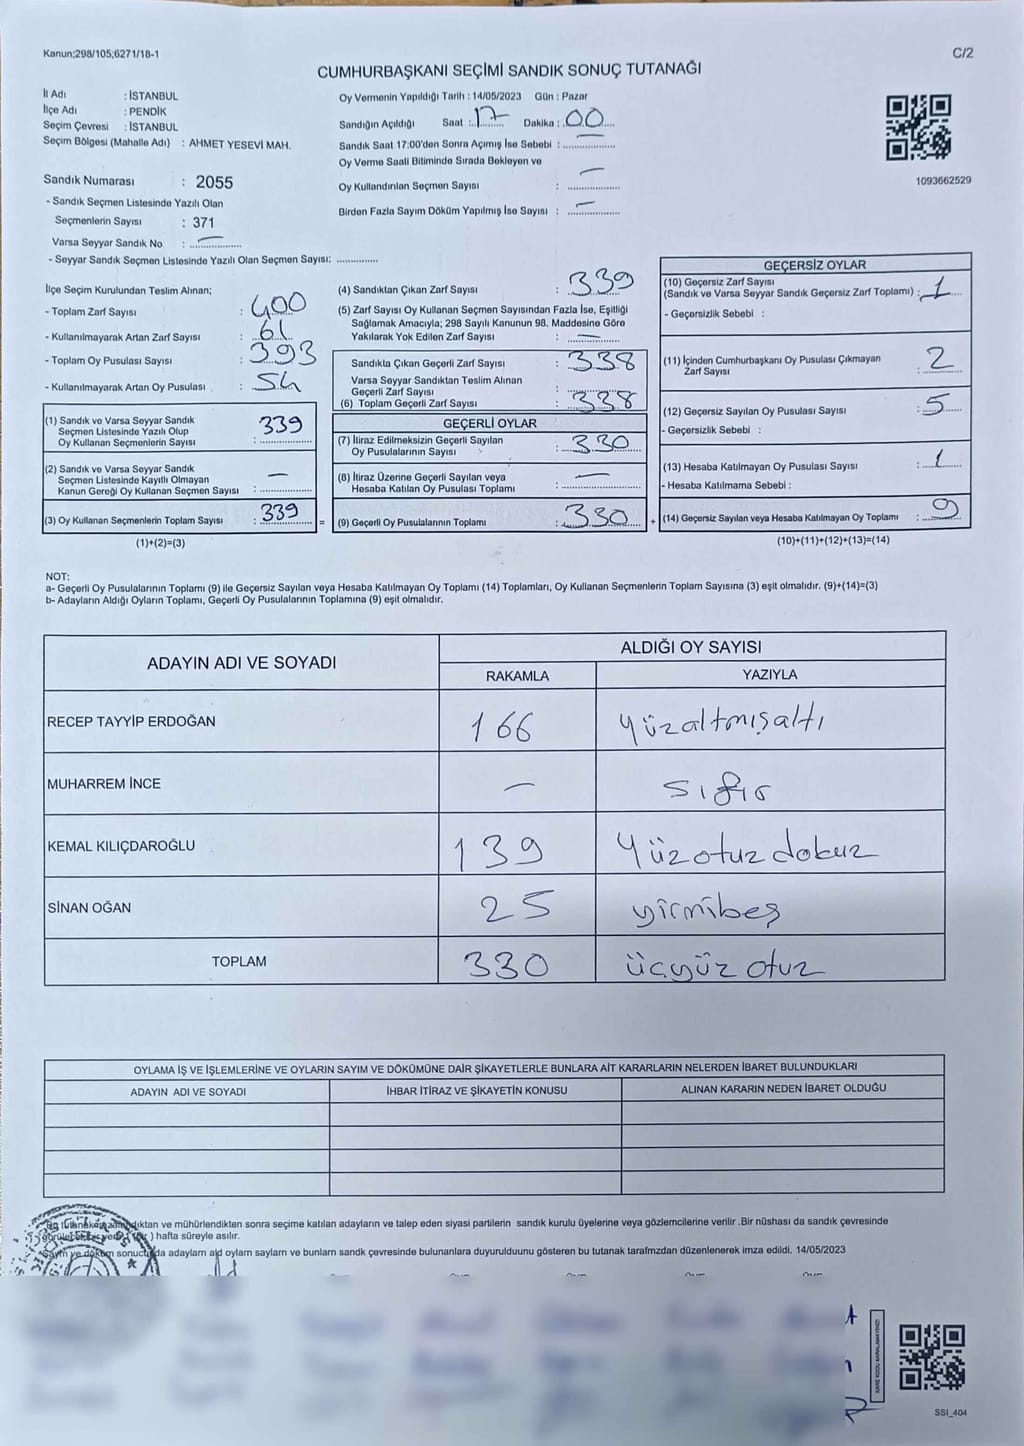 Kanun;298/105;6271/18-1
C/2
CUMHURBAŞKANI SEÇİMİ SANDIK SONUÇ TUTANAĞI
İl Adı : İSTANBUL
İlçe Adı : PENDİK
Seçim Çevresi : İSTANBUL
Seçim Bölgesi (Mahalle Adı) : AHMET YESEVİ MAH.
Sandık Numarası : 2055
- Sandık Seçmen Listesinde Yazılı Olan
Seçmenlerin Sayısı : 371
Varsa Seyyar Sandık No : —
- Seyyar Sandık Seçmen Listesinde Yazılı Olan Seçmen Sayısı: ..............
Oy Vermenin Yapıldığı Tarih : 14/05/2023 Gün : Pazar
Sandığın Açıldığı Saat : 17 Dakika : 00
Sandık Saat 17:00'den Sonra Açımış İse Sebebi : —
Oy Verme Saati Bitiminde Sırada Bekleyen ve
Oy Kullandırılan Seçmen Sayısı : —
Birden Fazla Sayım Döküm Yapılmış İse Sayısı : —
1093662529
İlçe Seçim Kurulundan Teslim Alınan;
- Toplam Zarf Sayısı : 400
- Kullanılmayarak Artan Zarf Sayısı : 61
- Toplam Oy Pusulası Sayısı : 393
- Kullanılmayarak Artan Oy Pusulası : 54
(1) Sandık ve Varsa Seyyar Sandık
Seçmen Listesinde Yazılı Olup
Oy Kullanan Seçmenlerin Sayısı : 339
(2) Sandık ve Varsa Seyyar Sandık
Seçmen Listesinde Kayıtlı Olmayan
Kanun Gereği Oy Kullanan Seçmen Sayısı : —
(3) Oy Kullanan Seçmenlerin Toplam Sayısı : 339 =
(1)+(2)=(3)
(4) Sandıktan Çıkan Zarf Sayısı : 339
(5) Zarf Sayısı Oy Kullanan Seçmen Sayısından Fazla İse, Eşitliği
Sağlamak Amacıyla; 298 Sayılı Kanunun 98. Maddesine Göre
Yakılarak Yok Edilen Zarf Sayısı : —
Sandıkta Çıkan Geçerli Zarf Sayısı : 338
Varsa Seyyar Sandıktan Teslim Alınan
Geçerli Zarf Sayısı
(6) Toplam Geçerli Zarf Sayısı : 338
GEÇERLİ OYLAR
(7) İtiraz Edilmeksizin Geçerli Sayılan
Oy Pusulalarının Sayısı : 330
(8) İtiraz Üzerine Geçerli Sayılan veya
Hesaba Katılan Oy Pusulası Toplamı : —
(9) Geçerli Oy Pusulalarının Toplamı : 330 +
GEÇERSİZ OYLAR
(10) Geçersiz Zarf Sayısı
(Sandık ve Varsa Seyyar Sandık Geçersiz Zarf Toplamı) : 1
- Geçersizlik Sebebi :
(11) İçinden Cumhurbaşkanı Oy Pusulası Çıkmayan
Zarf Sayısı : 2
(12) Geçersiz Sayılan Oy Pusulası Sayısı : 5
- Geçersizlik Sebebi :
(13) Hesaba Katılmayan Oy Pusulası Sayısı : 1
- Hesaba Katılmama Sebebi :
(14) Geçersiz Sayılan veya Hesaba Katılmayan Oy Toplamı : 9
(10)+(11)+(12)+(13)=(14)
NOT:
a- Geçerli Oy Pusulalarının Toplamı (9) ile Geçersiz Sayılan veya Hesaba Katılmayan Oy Toplamı (14) Toplamları, Oy Kullanan Seçmenlerin Toplam Sayısına (3) eşit olmalıdır. (9)+(14)=(3)
b- Adayların Aldığı Oyların Toplamı, Geçerli Oy Pusulalarının Toplamına (9) eşit olmalıdır.
ADAYIN ADI VE SOYADI
ALDIĞI OY SAYISI
RAKAMLA YAZIYLA
RECEP TAYYİP ERDOĞAN 166 yüzaltmışaltı
MUHARREM İNCE — sıfır
KEMAL KILIÇDAROĞLU 139 Yüzotuzdokuz
SİNAN OĞAN 25 yirmibeş
TOPLAM 330 üçyüz otuz
OYLAMA İŞ VE İŞLEMLERİNE VE OYLARIN SAYIM VE DÖKÜMÜNE DAİR ŞİKAYETLERLE BUNLARA AİT KARARLARIN NELERDEN İBARET BULUNDUKLARI
ADAYIN ADI VE SOYADI İHBAR İTİRAZ VE ŞİKAYETİN KONUSU ALINAN KARARIN NEDEN İBARET OLDUĞU
sonra seçime katılan adayların ve talep eden siyasi partilerin sandık kurulu üyelerine veya gözlemcilerine verilir .Bir nüshası da sandık çevresinde
) hafta süreyle asılır.
ve döküm sonucu adaylarn ald oylarn saylarn ve bunlarn sandk çevresinde bulunanlara duyurulduunu gösteren bu tutanak tarafmzdan düzenlenerek imza edildi. 14/05/2023
KARE KODU KARALAMAYINIZ!
SSI_404